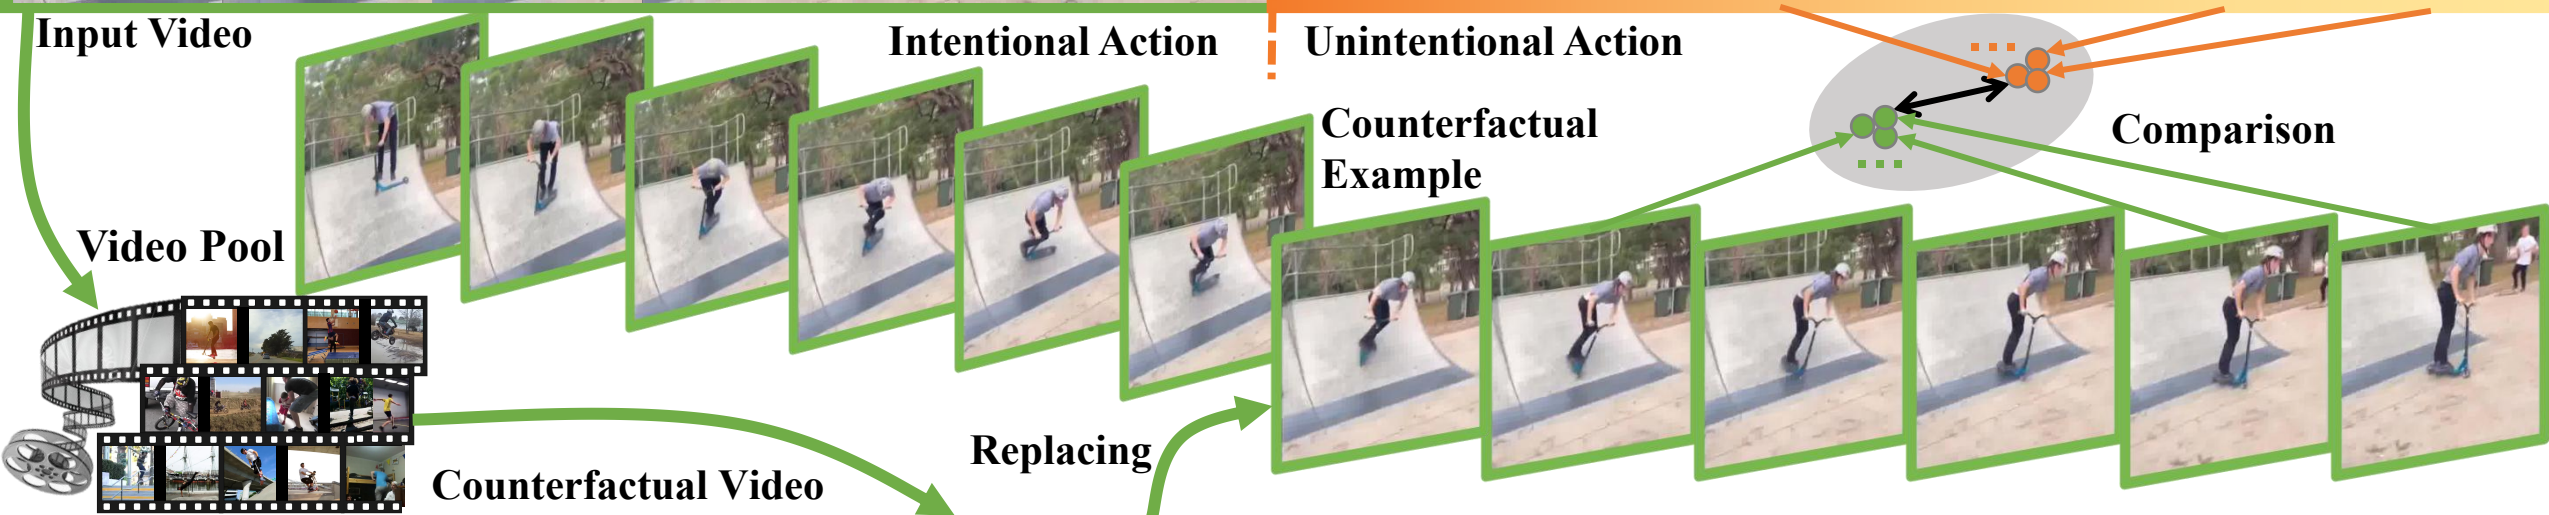 Input Video
Intentional Action
Unintentional Action
Counterfactual
Example
Comparison
Video Pool
Replacing
Counterfactual Video